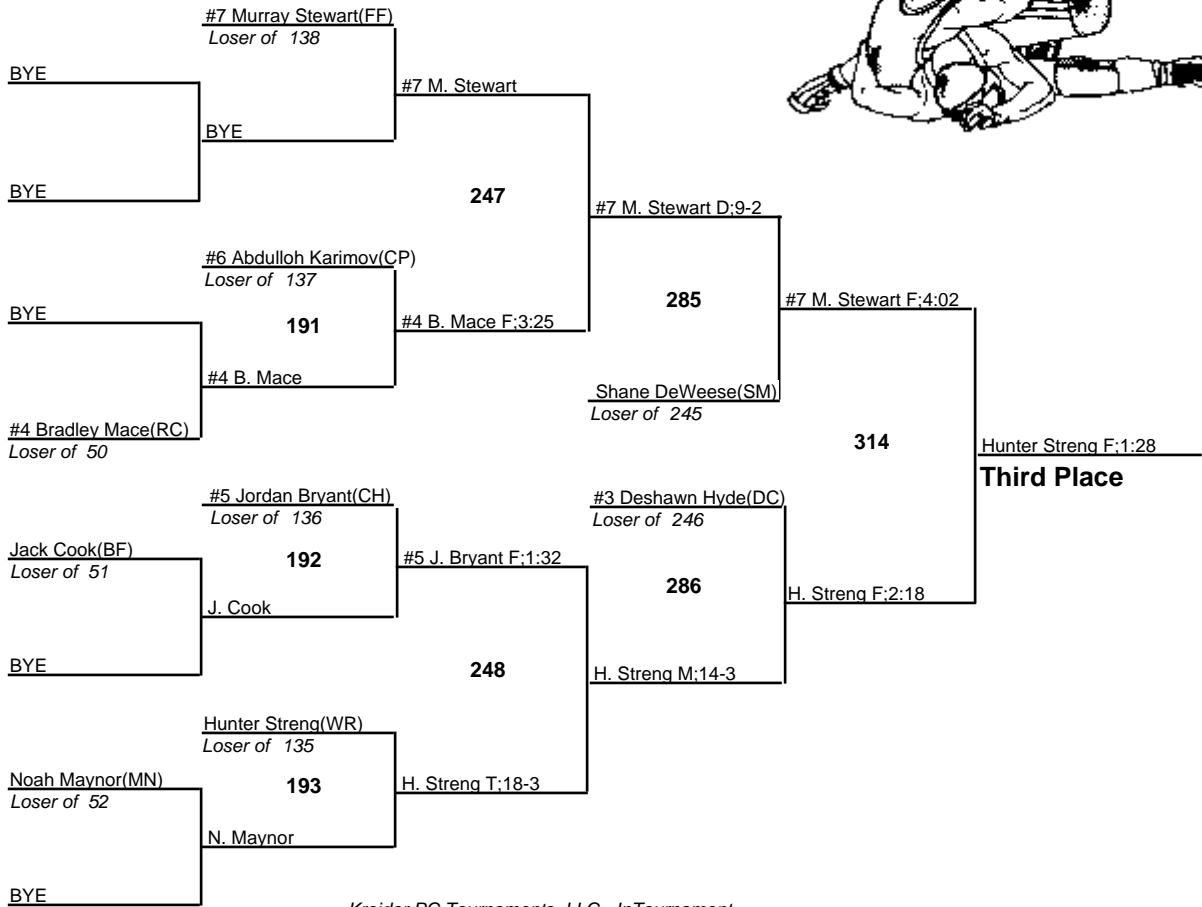 #7 Murray Stewart(FF)
Loser of 138
BYE
#7 M. Stewart
BYE
BYE
247
#7 M. Stewart D;9-2
#6 Abdulloh Karimov(CP)
Loser of 137
BYE
191
#4 B. Mace F;3:25
285
#7 M. Stewart F;4:02
#4 B. Mace
Shane DeWeese(SM)
Loser of 245
#4 Bradley Mace(RC)
Loser of 50
314
Hunter Streng F;1:28
Third Place
#5 Jordan Bryant(CH)
Loser of 136
#3 Deshawn Hyde(DC)
Loser of 246
Jack Cook(BF)
Loser of 51
192
#5 J. Bryant F;1:32
286
H. Streng F;2:18
J. Cook
BYE
248
H. Streng M;14-3
Hunter Streng(WR)
Loser of 135
Noah Maynor(MN)
Loser of 52
193
H. Streng T;18-3
N. Maynor
BYE